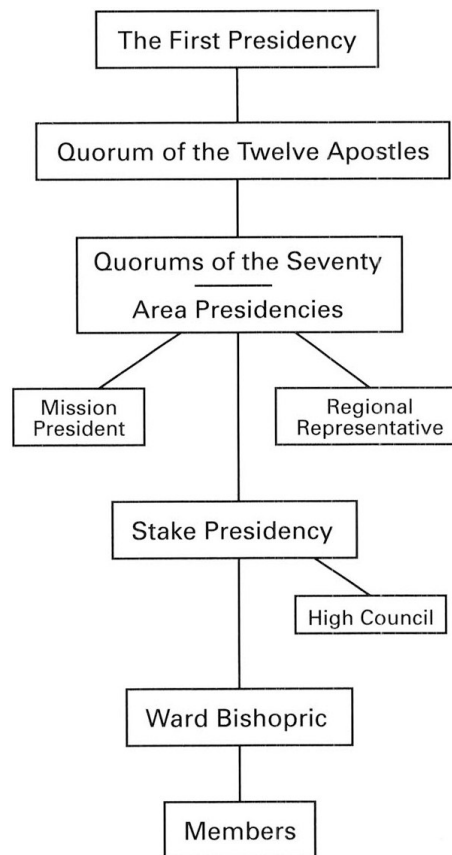 The First Presidency
Quorum of the Twelve Apostles
Quorums of the Seventy
Area Presidencies
Mission
President
Regional
Representative
Stake Presidency
High Council
Ward Bishopric
Members